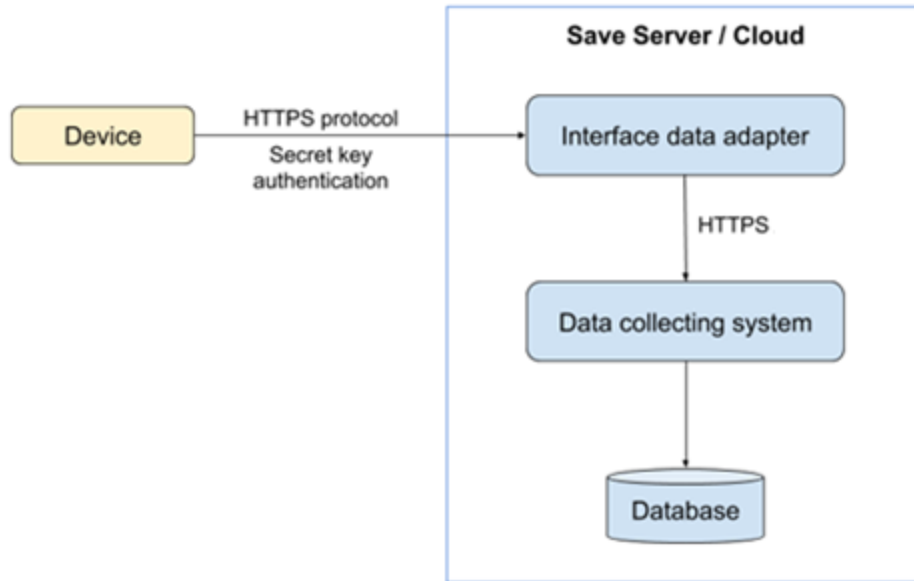 Save Server / Cloud
Device
HTTPS protocol
Secret key
authentication
Interface data adapter
HTTPS
Data collecting system
Database